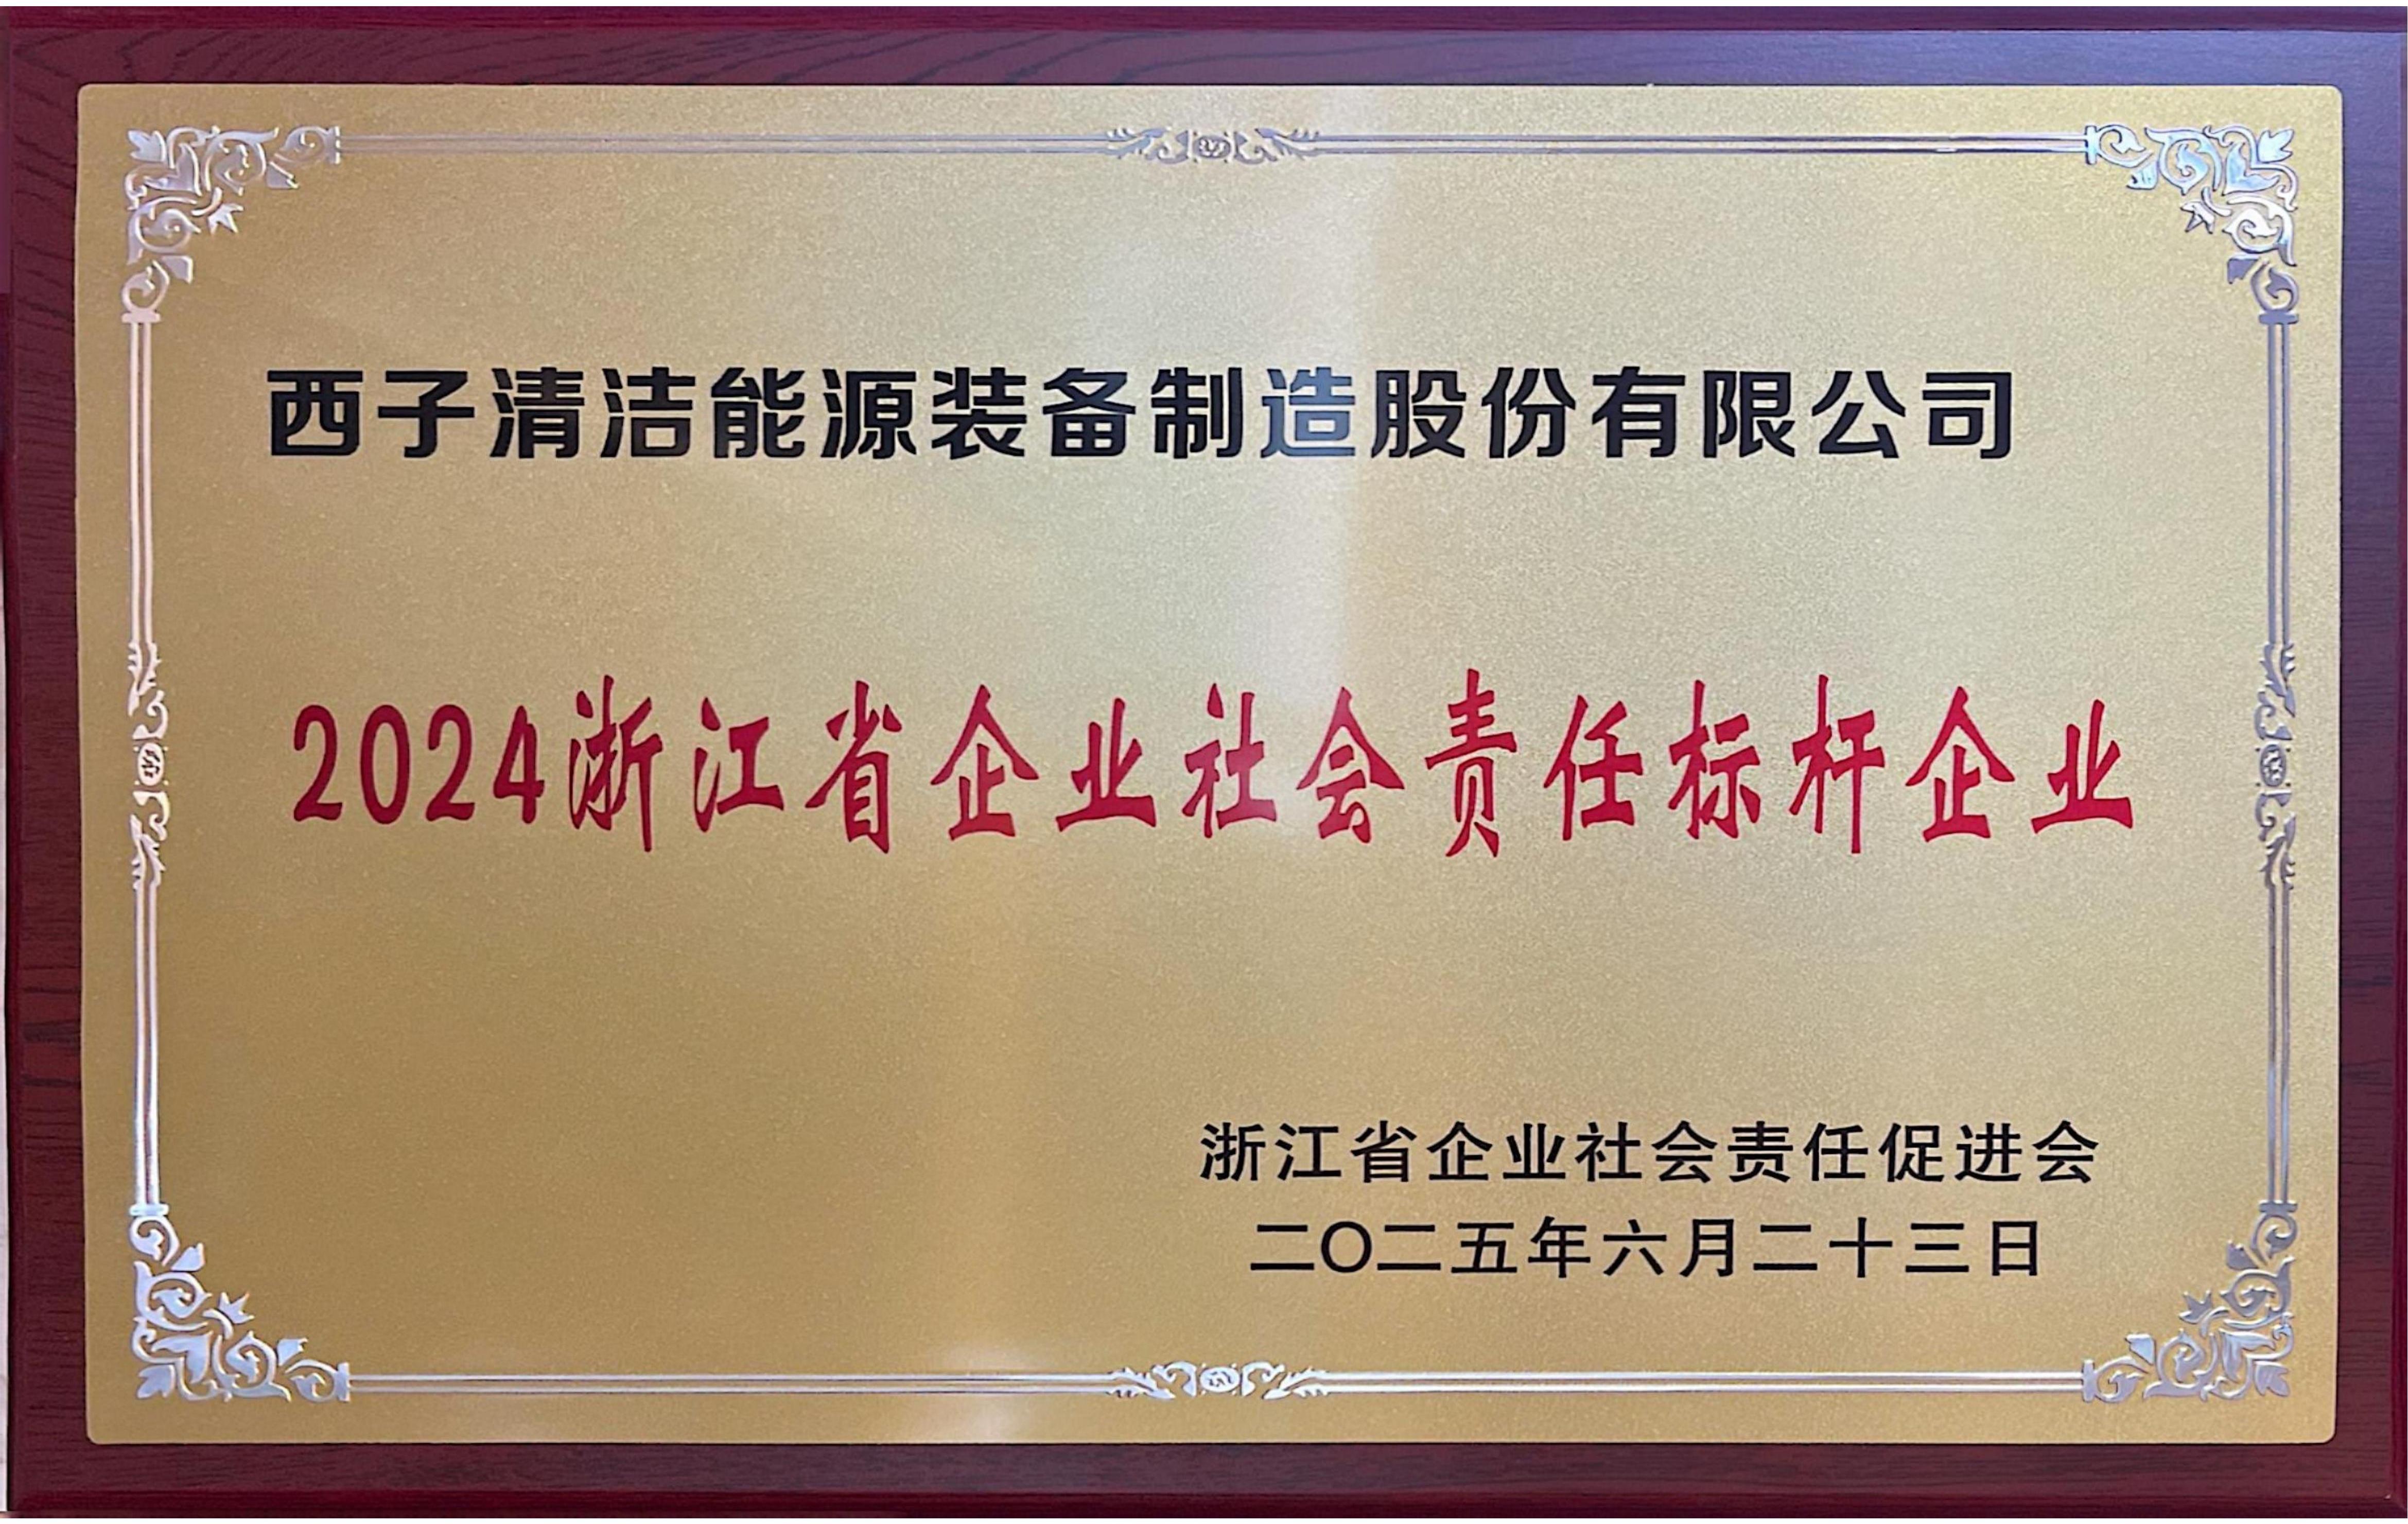 西子清洁能源装备制造股份有限公司
2024浙江省企业社会责任标杆企业
浙江省企业社会责任促进会
二〇二五年六月二十三日